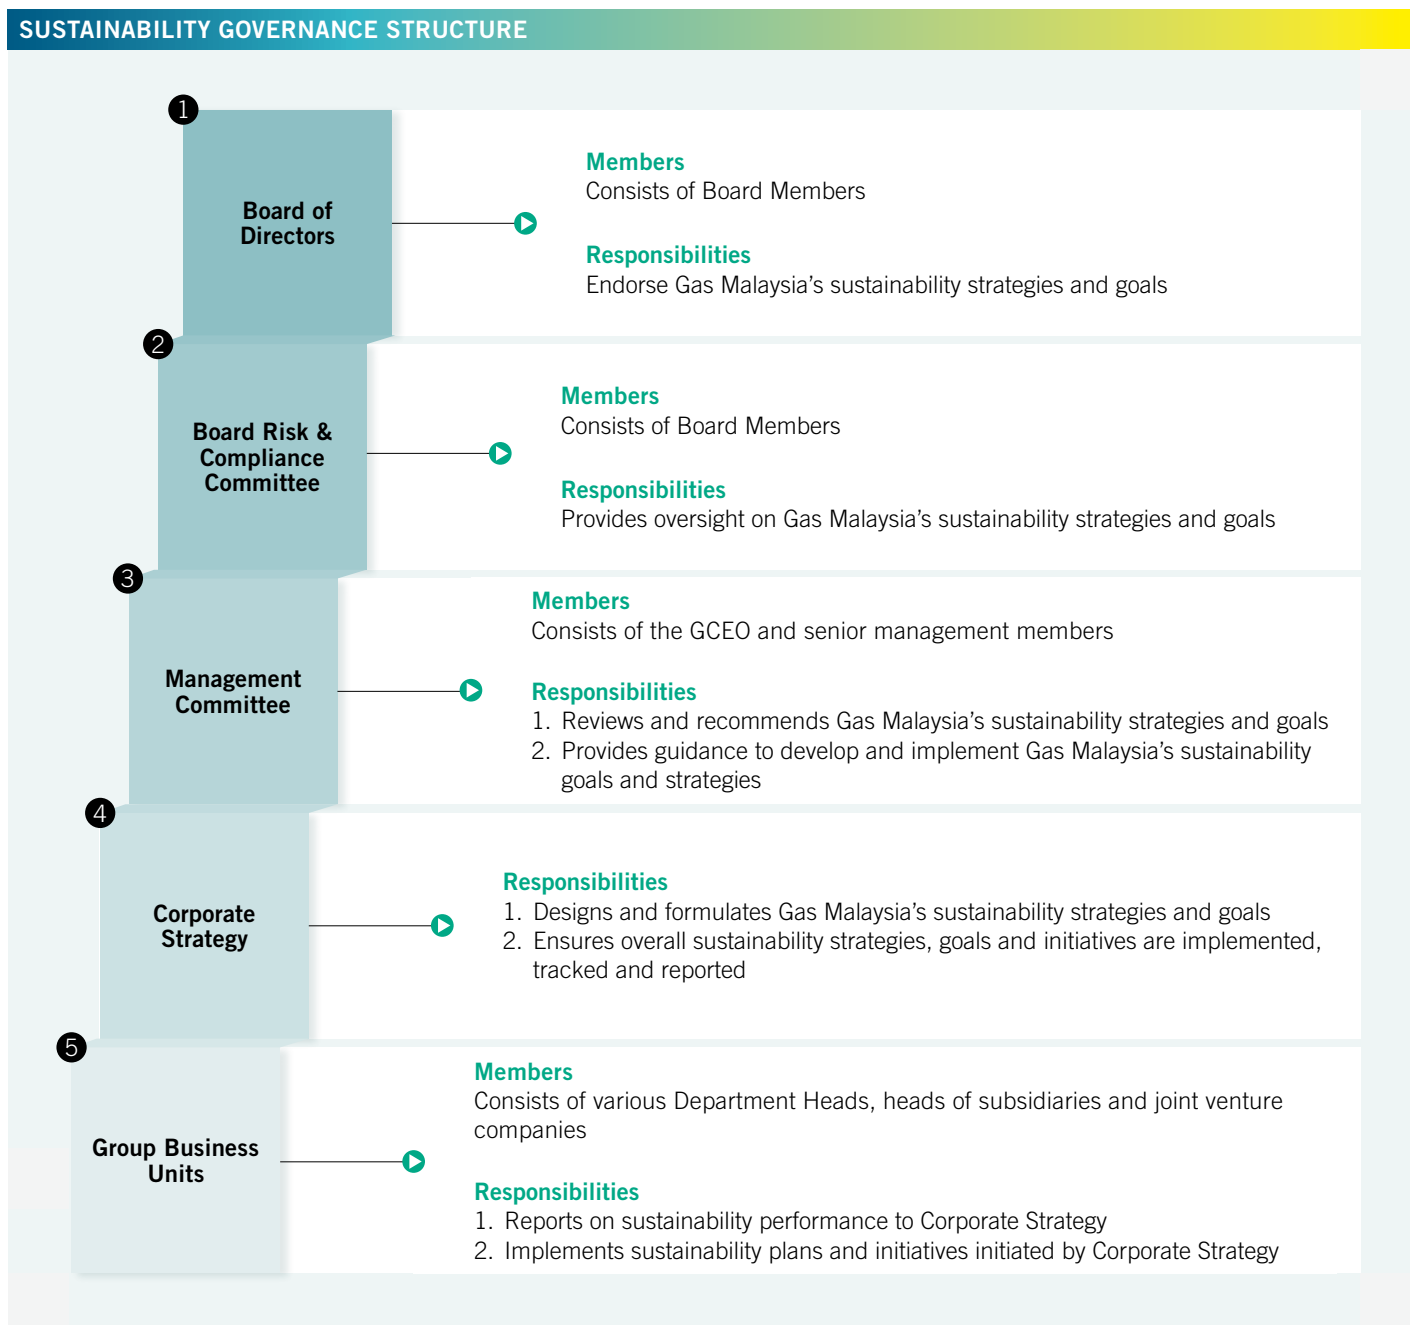 SUSTAINABILITY GOVERNANCE STRUCTURE
1
Board of
Directors
Members
Consists of Board Members
Responsibilities
Endorse Gas Malaysia’s sustainability strategies and goals
2
Board Risk &
Compliance
Committee
Members
Consists of Board Members
Responsibilities
Provides oversight on Gas Malaysia’s sustainability strategies and goals
3
Management
Committee
Members
Consists of the GCEO and senior management members
Responsibilities
1. Reviews and recommends Gas Malaysia’s sustainability strategies and goals
2. Provides guidance to develop and implement Gas Malaysia’s sustainability
goals and strategies
4
Corporate
Strategy
Responsibilities
1. Designs and formulates Gas Malaysia’s sustainability strategies and goals
2. Ensures overall sustainability strategies, goals and initiatives are implemented,
tracked and reported
5
Group Business
Units
Members
Consists of various Department Heads, heads of subsidiaries and joint venture
companies
Responsibilities
1. Reports on sustainability performance to Corporate Strategy
2. Implements sustainability plans and initiatives initiated by Corporate Strategy